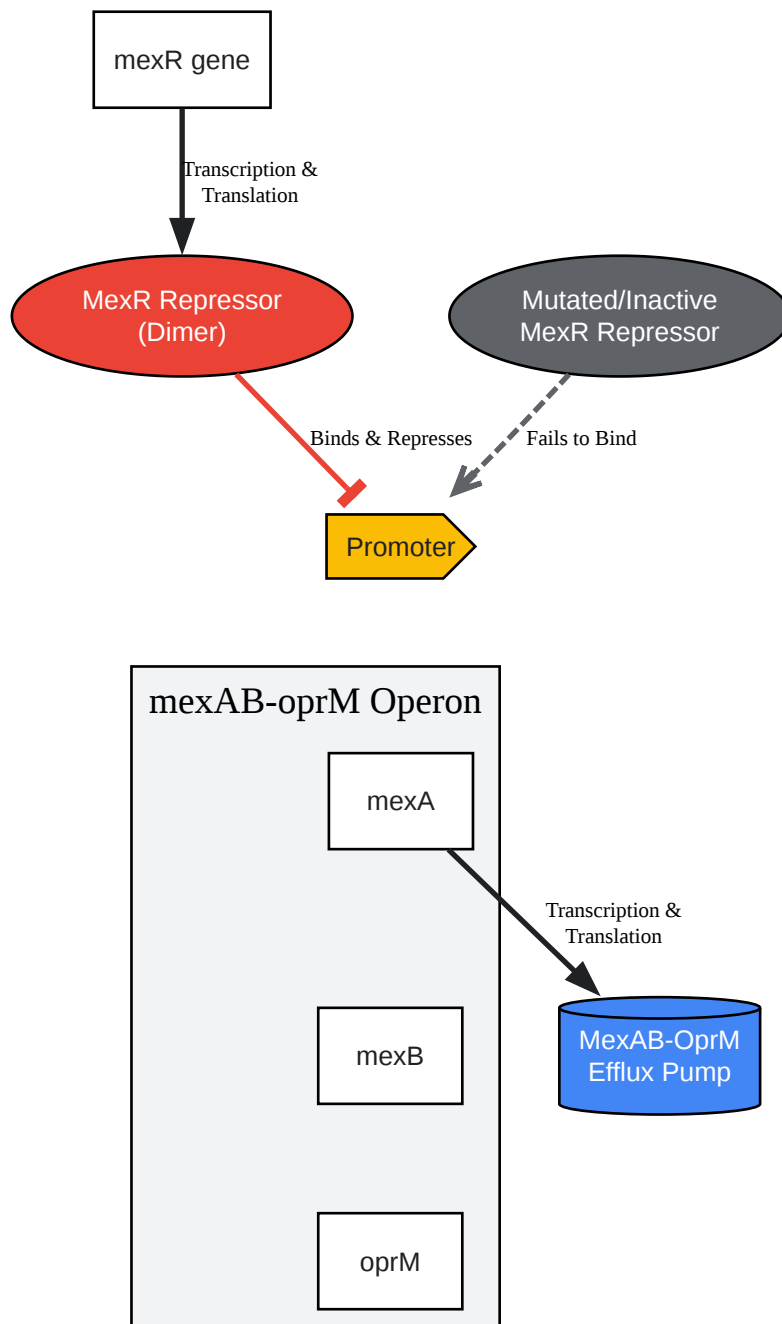 mexR gene
Transcription &
Translation
MexR Repressor
(Dimer)
Mutated/Inactive
MexR Repressor
Binds & Represses
Fails to Bind
Promoter
mexAB-oprM Operon
mexA
Transcription &
Translation
MexAB-OprM
Efflux Pump
mexB
oprM